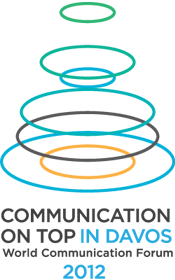 COMMUNICATION
ON TOP IN DAVOS
World Communication Forum
2012